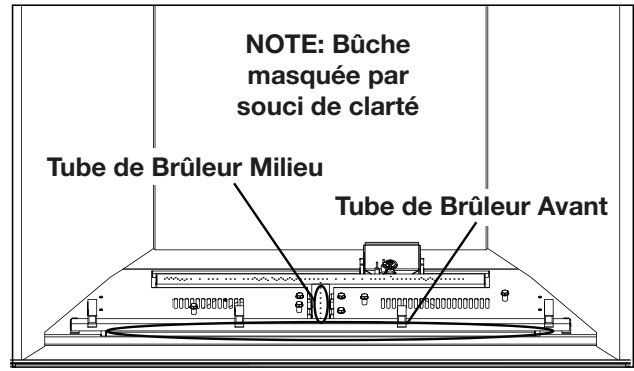 NOTE: Bûche
masquée par
souci de clarté
Tube de Brûleur Milieu
Tube de Brûleur Avant